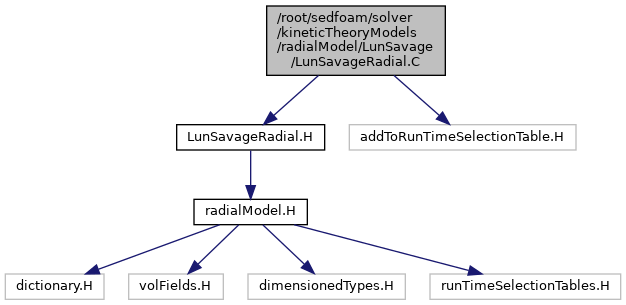 /root/sedfoam/solver
/kineticTheoryModels
/radialModel/LunSavage
/LunSavageRadial.C
LunSavageRadial.H
addToRunTimeSelectionTable.H
radialModel.H
dictionary.H
volFields.H
dimensionedTypes.H
runTimeSelectionTables.H